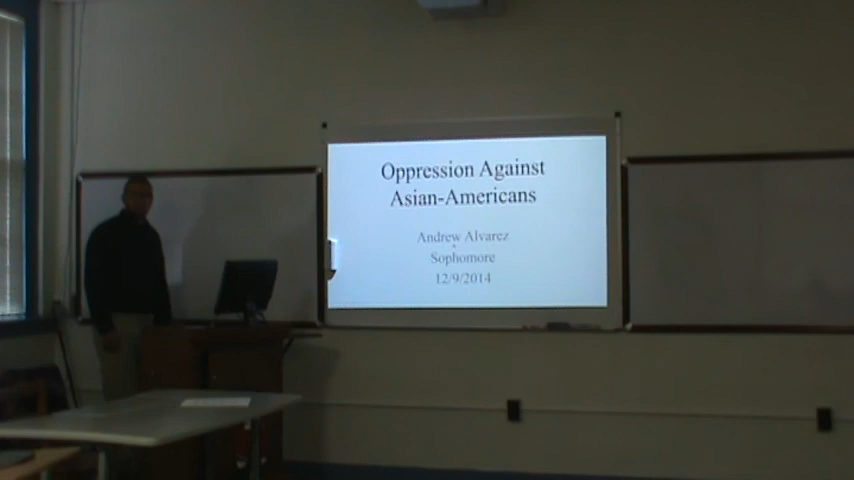 Oppression Against
Asian-Americans
Andrew Alvarez
Sophomore
12/9/2014